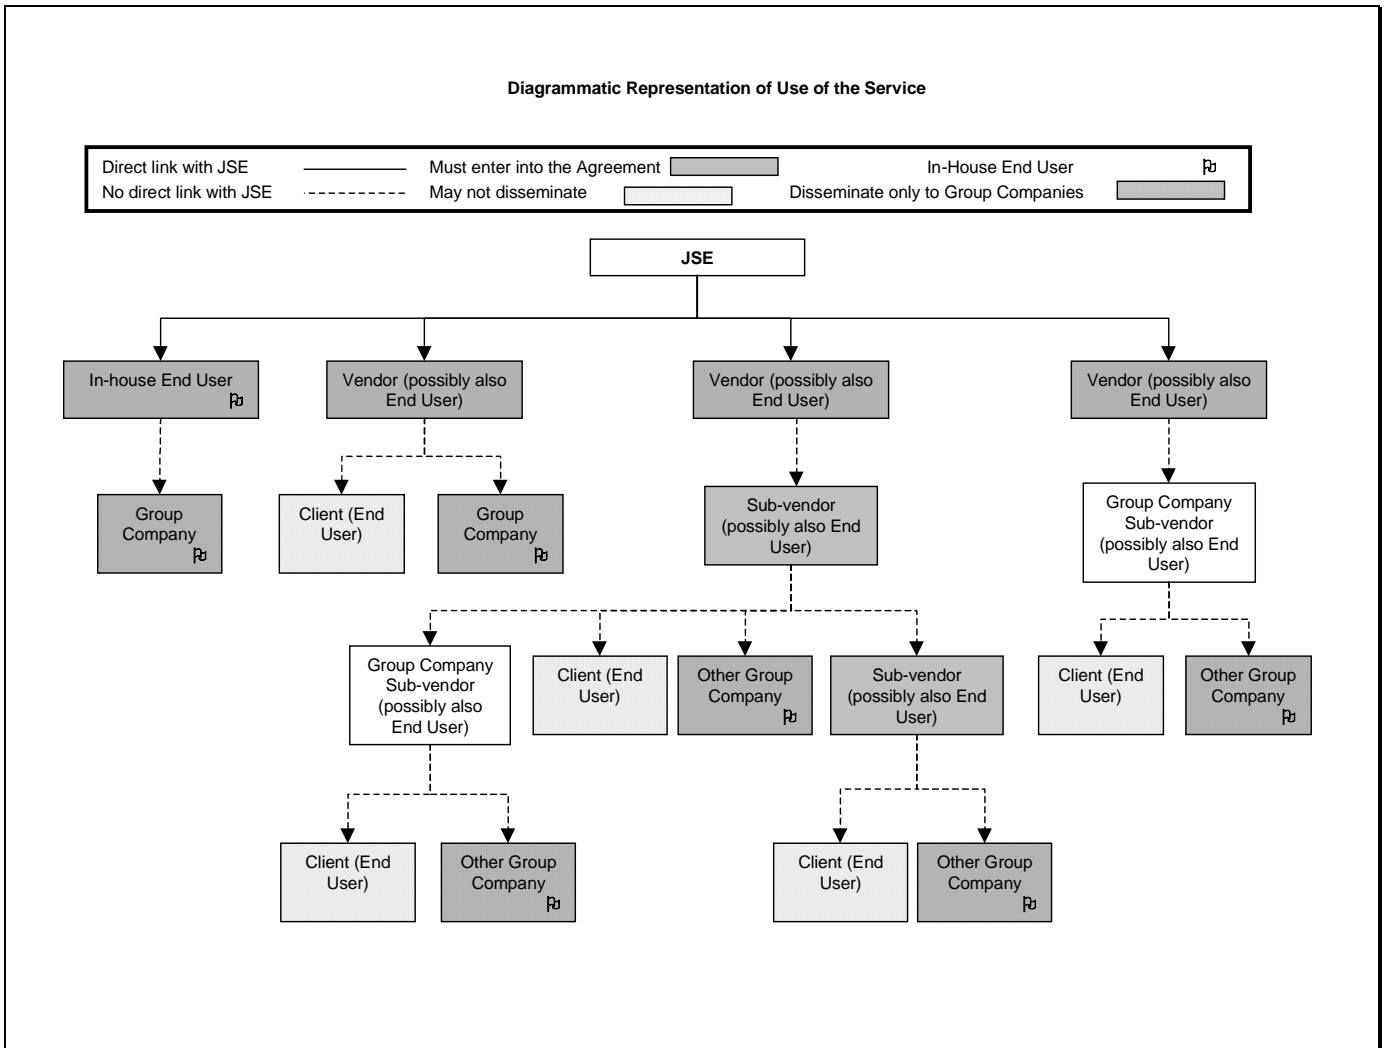 Diagrammatic Representation of Use of the Service
Direct link with JSE Must enter into the Agreement In-House End User
No direct link with JSE May not disseminate Disseminate only to Group Companies
JSE
In-house End User
Vendor (possibly also
End User)
Vendor (possibly also
End User)
Vendor (possibly also
End User)
Group
Company
Client (End
User)
Group
Company
Sub-vendor
(possibly also End
User)
Group Company
Sub-vendor
(possibly also End
User)
Group Company
Sub-vendor
(possibly also
End User)
Client (End
User)
Other Group
Company
Sub-vendor
(possibly also End
User)
Client (End
User)
Other Group
Company
Client (End
User)
Other Group
Company
Client (End
User)
Other Group
Company